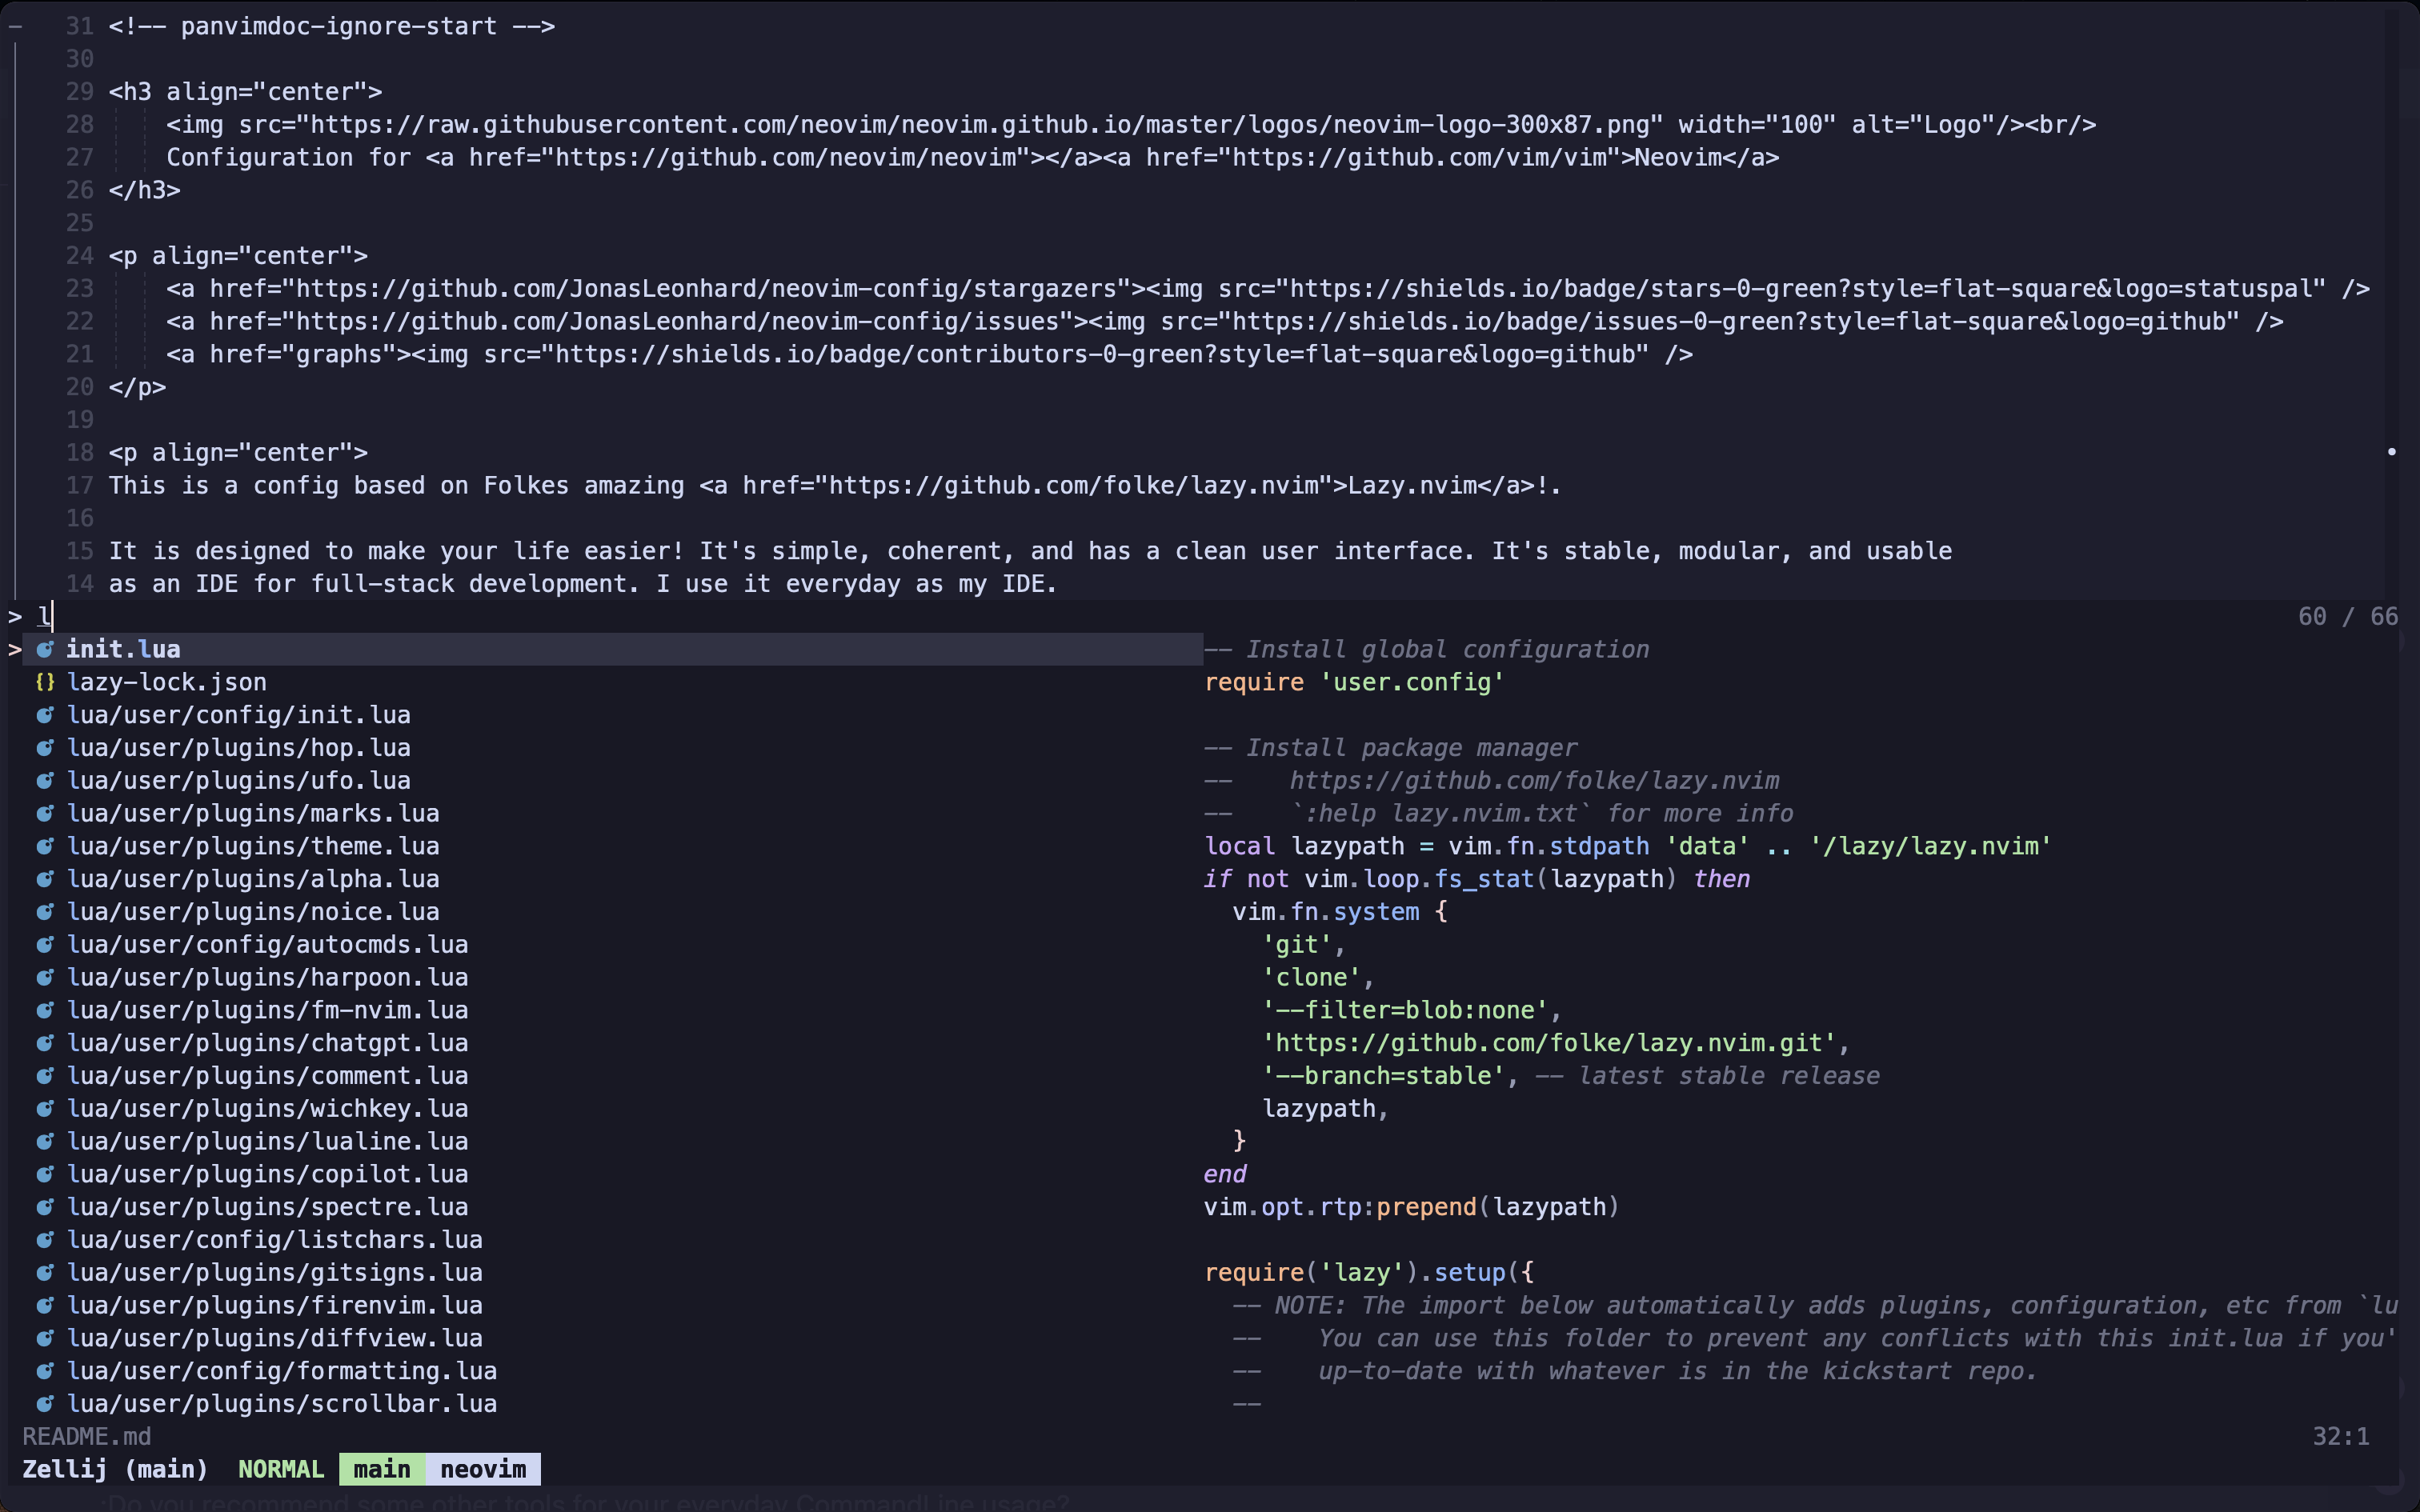 31 <!-- panvimdoc-ignore-start -->
30
29 <h3 align="center">
28     <img src="https://raw.githubusercontent.com/neovim/neovim.github.io/master/logos/neovim-logo-300x87.png" width="100" alt="Logo"/><br/>
27     Configuration for <a href="https://github.com/neovim/neovim"></a><a href="https://github.com/vim/vim">Neovim</a>
26 </h3>
25
24 <p align="center">
23     <a href="https://github.com/JonasLeonhard/neovim-config/stargazers"><img src="https://shields.io/badge/stars-0-green?style=flat-square&logo=statuspal" />
22     <a href="https://github.com/JonasLeonhard/neovim-config/issues"><img src="https://shields.io/badge/issues-0-green?style=flat-square&logo=github" />
21     <a href="graphs"><img src="https://shields.io/badge/contributors-0-green?style=flat-square&logo=github" />
20 </p>
19
18 <p align="center">
17 This is a config based on Folkes amazing <a href="https://github.com/folke/lazy.nvim">Lazy.nvim</a>!.
16
15 It is designed to make your life easier! It's simple, coherent, and has a clean user interface. It's stable, modular, and usable
14 as an IDE for full-stack development. I use it everyday as my IDE.
> l
60 / 66
> init.lua
{} lazy-lock.json
lua/user/config/init.lua
lua/user/plugins/hop.lua
lua/user/plugins/ufo.lua
lua/user/plugins/marks.lua
lua/user/plugins/theme.lua
lua/user/plugins/alpha.lua
lua/user/plugins/noice.lua
lua/user/config/autocmds.lua
lua/user/plugins/harpoon.lua
lua/user/plugins/fm-nvim.lua
lua/user/plugins/chatgpt.lua
lua/user/plugins/comment.lua
lua/user/plugins/wichkey.lua
lua/user/plugins/lualine.lua
lua/user/plugins/copilot.lua
lua/user/plugins/spectre.lua
lua/user/config/listchars.lua
lua/user/plugins/gitsigns.lua
lua/user/plugins/firenvim.lua
lua/user/plugins/diffview.lua
lua/user/config/formatting.lua
lua/user/plugins/scrollbar.lua
-- Install global configuration
require 'user.config'

-- Install package manager
--    https://github.com/folke/lazy.nvim
--    `:help lazy.nvim.txt` for more info
local lazypath = vim.fn.stdpath 'data' .. '/lazy/lazy.nvim'
if not vim.loop.fs_stat(lazypath) then
  vim.fn.system {
    'git',
    'clone',
    '--filter=blob:none',
    'https://github.com/folke/lazy.nvim.git',
    '--branch=stable', -- latest stable release
    lazypath,
  }
end
vim.opt.rtp:prepend(lazypath)

require('lazy').setup({
  -- NOTE: The import below automatically adds plugins, configuration, etc from `lu
  --    You can use this folder to prevent any conflicts with this init.lua if you'
  --    up-to-date with whatever is in the kickstart repo.
  --
README.md
32:1
Zellij (main) NORMAL main neovim
:Do you recommend some other tools for your everyday CommandLine usage?